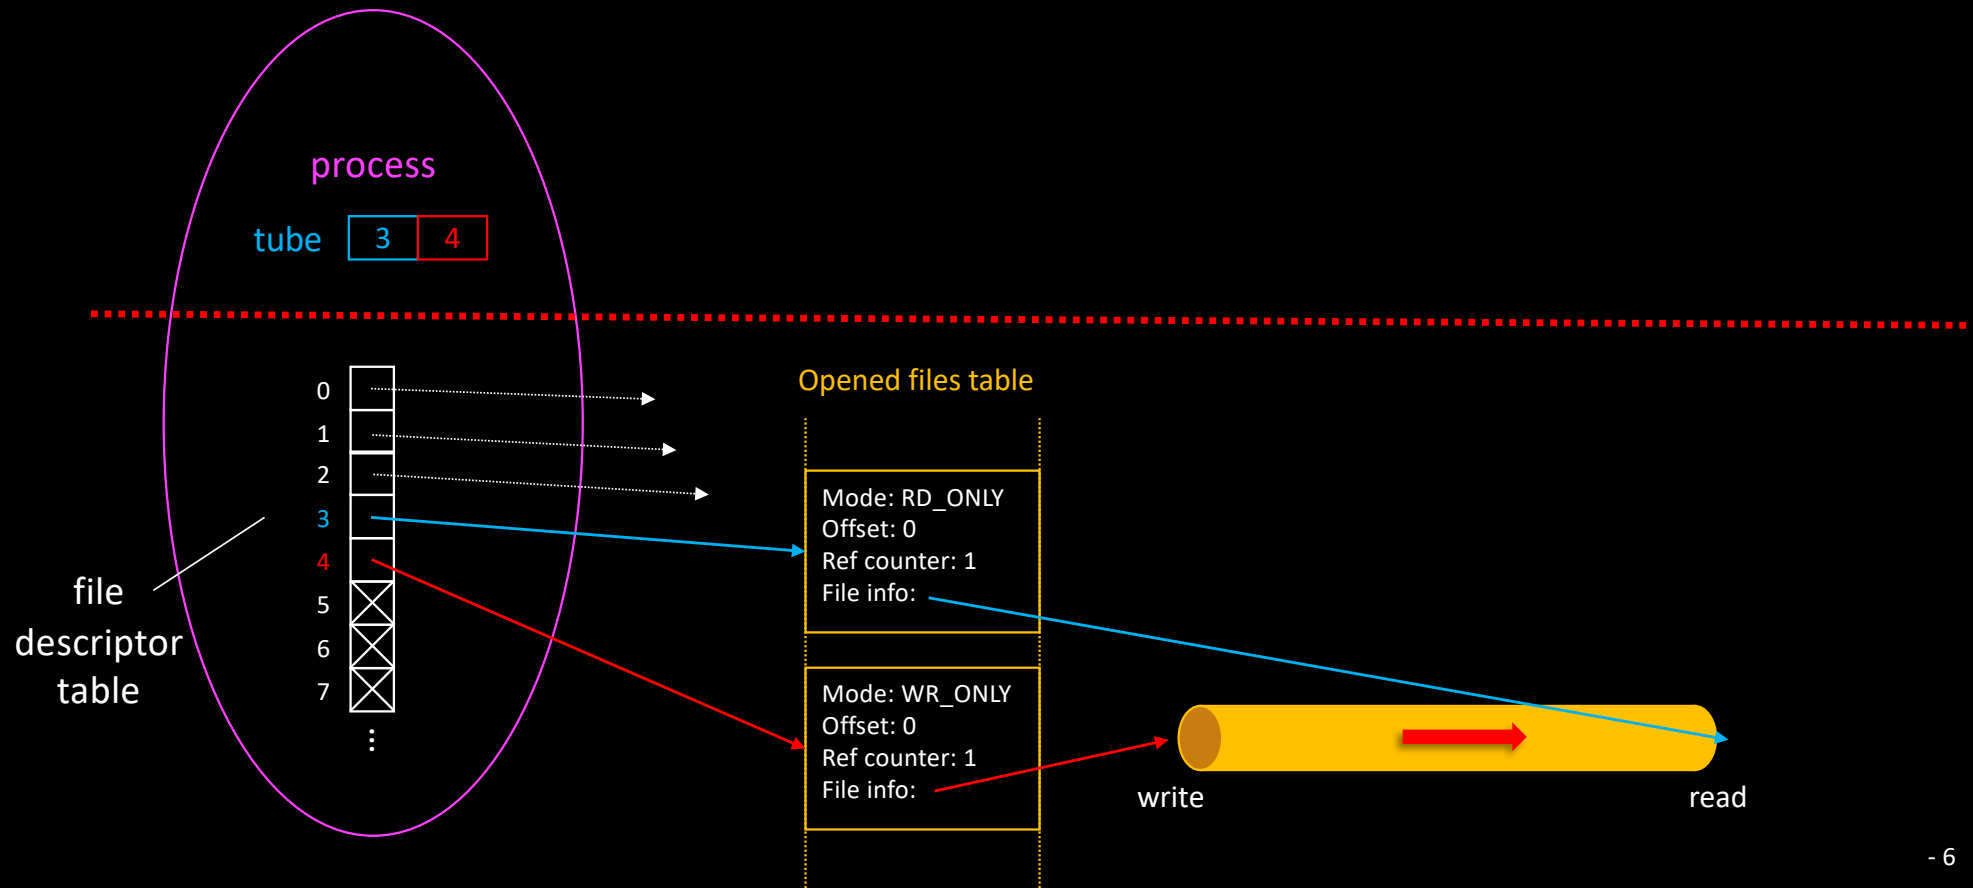 process
tube 3 4
Opened files table
0
1
2
3
4
5
6
7
...
file
descriptor
table
Mode: RD_ONLY
Offset: 0
Ref counter: 1
File info:
Mode: WR_ONLY
Offset: 0
Ref counter: 1
File info:
write
read
- 6